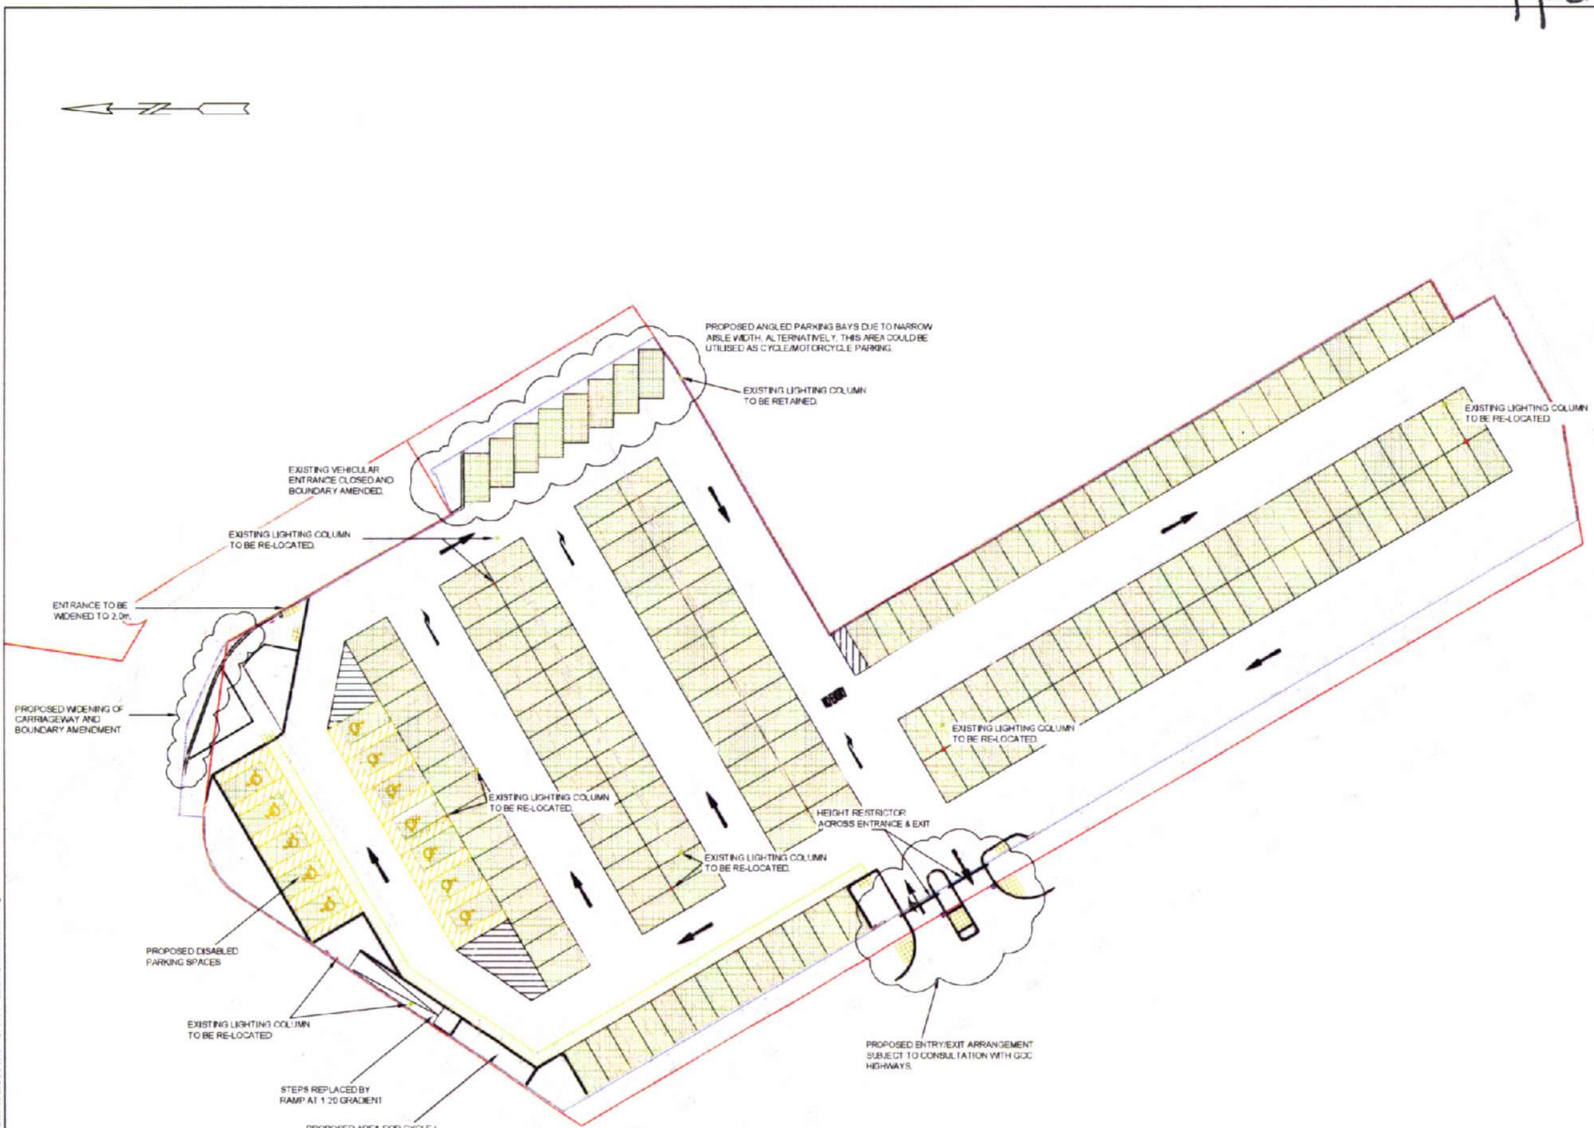 PROPOSED ANGLED PARKING BAYS DUE TO NARROW
AISLE WIDTH. ALTERNATIVELY, THIS AREA COULD BE
UTILISED AS CYCLE/MOTORCYCLE PARKING.
EXISTING LIGHTING COLUMN
TO BE RETAINED.
EXISTING LIGHTING COLUMN
TO BE RE-LOCATED.
EXISTING VEHICULAR
ENTRANCE CLOSED AND
BOUNDARY AMENDED.
EXISTING LIGHTING COLUMN
TO BE RE-LOCATED.
ENTRANCE TO BE
WIDENED TO 2.0m.
PROPOSED WIDENING OF
CARRIAGEWAY AND
BOUNDARY AMENDMENT.
EXISTING LIGHTING COLUMN
TO BE RE-LOCATED.
EXISTING LIGHTING COLUMN
TO BE RE-LOCATED.
HEIGHT RESTRICTOR
ACROSS ENTRANCE & EXIT
EXISTING LIGHTING COLUMN
TO BE RE-LOCATED.
PROPOSED DISABLED
PARKING SPACES
EXISTING LIGHTING COLUMN
TO BE RE-LOCATED
PROPOSED ENTRY/EXIT ARRANGEMENT
SUBJECT TO CONSULTATION WITH GCC
HIGHWAYS.
STEPS REPLACED BY
RAMP AT 1:20 GRADIENT
PROPOSED AREA FOR CYCLE /